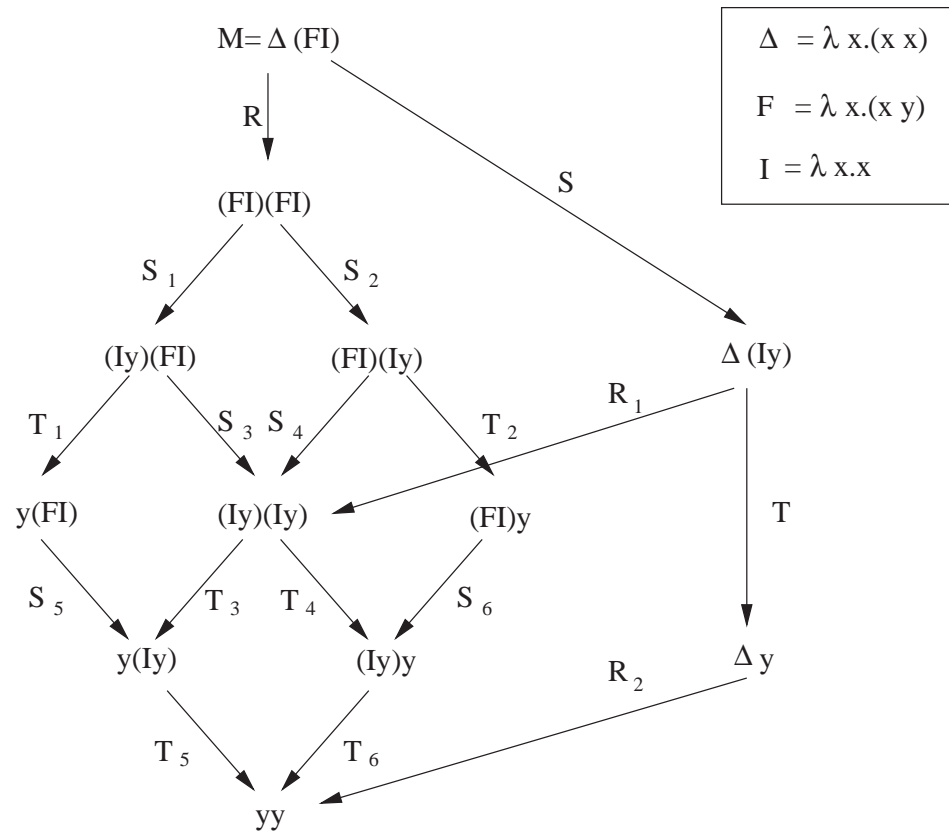 M= Δ (FI)
Δ = λ x.(x x)
F = λ x.(x y)
I = λ x.x
R
S
(FI)(FI)
S 1
S 2
(Iy)(FI)
(FI)(Iy)
Δ (Iy)
R 1
T 1
S 3
S 4
T 2
y(FI)
(Iy)(Iy)
(FI)y
T
S 5
T 3
T 4
S 6
y(Iy)
(Iy)y
R 2
Δ y
T 5
T 6
yy